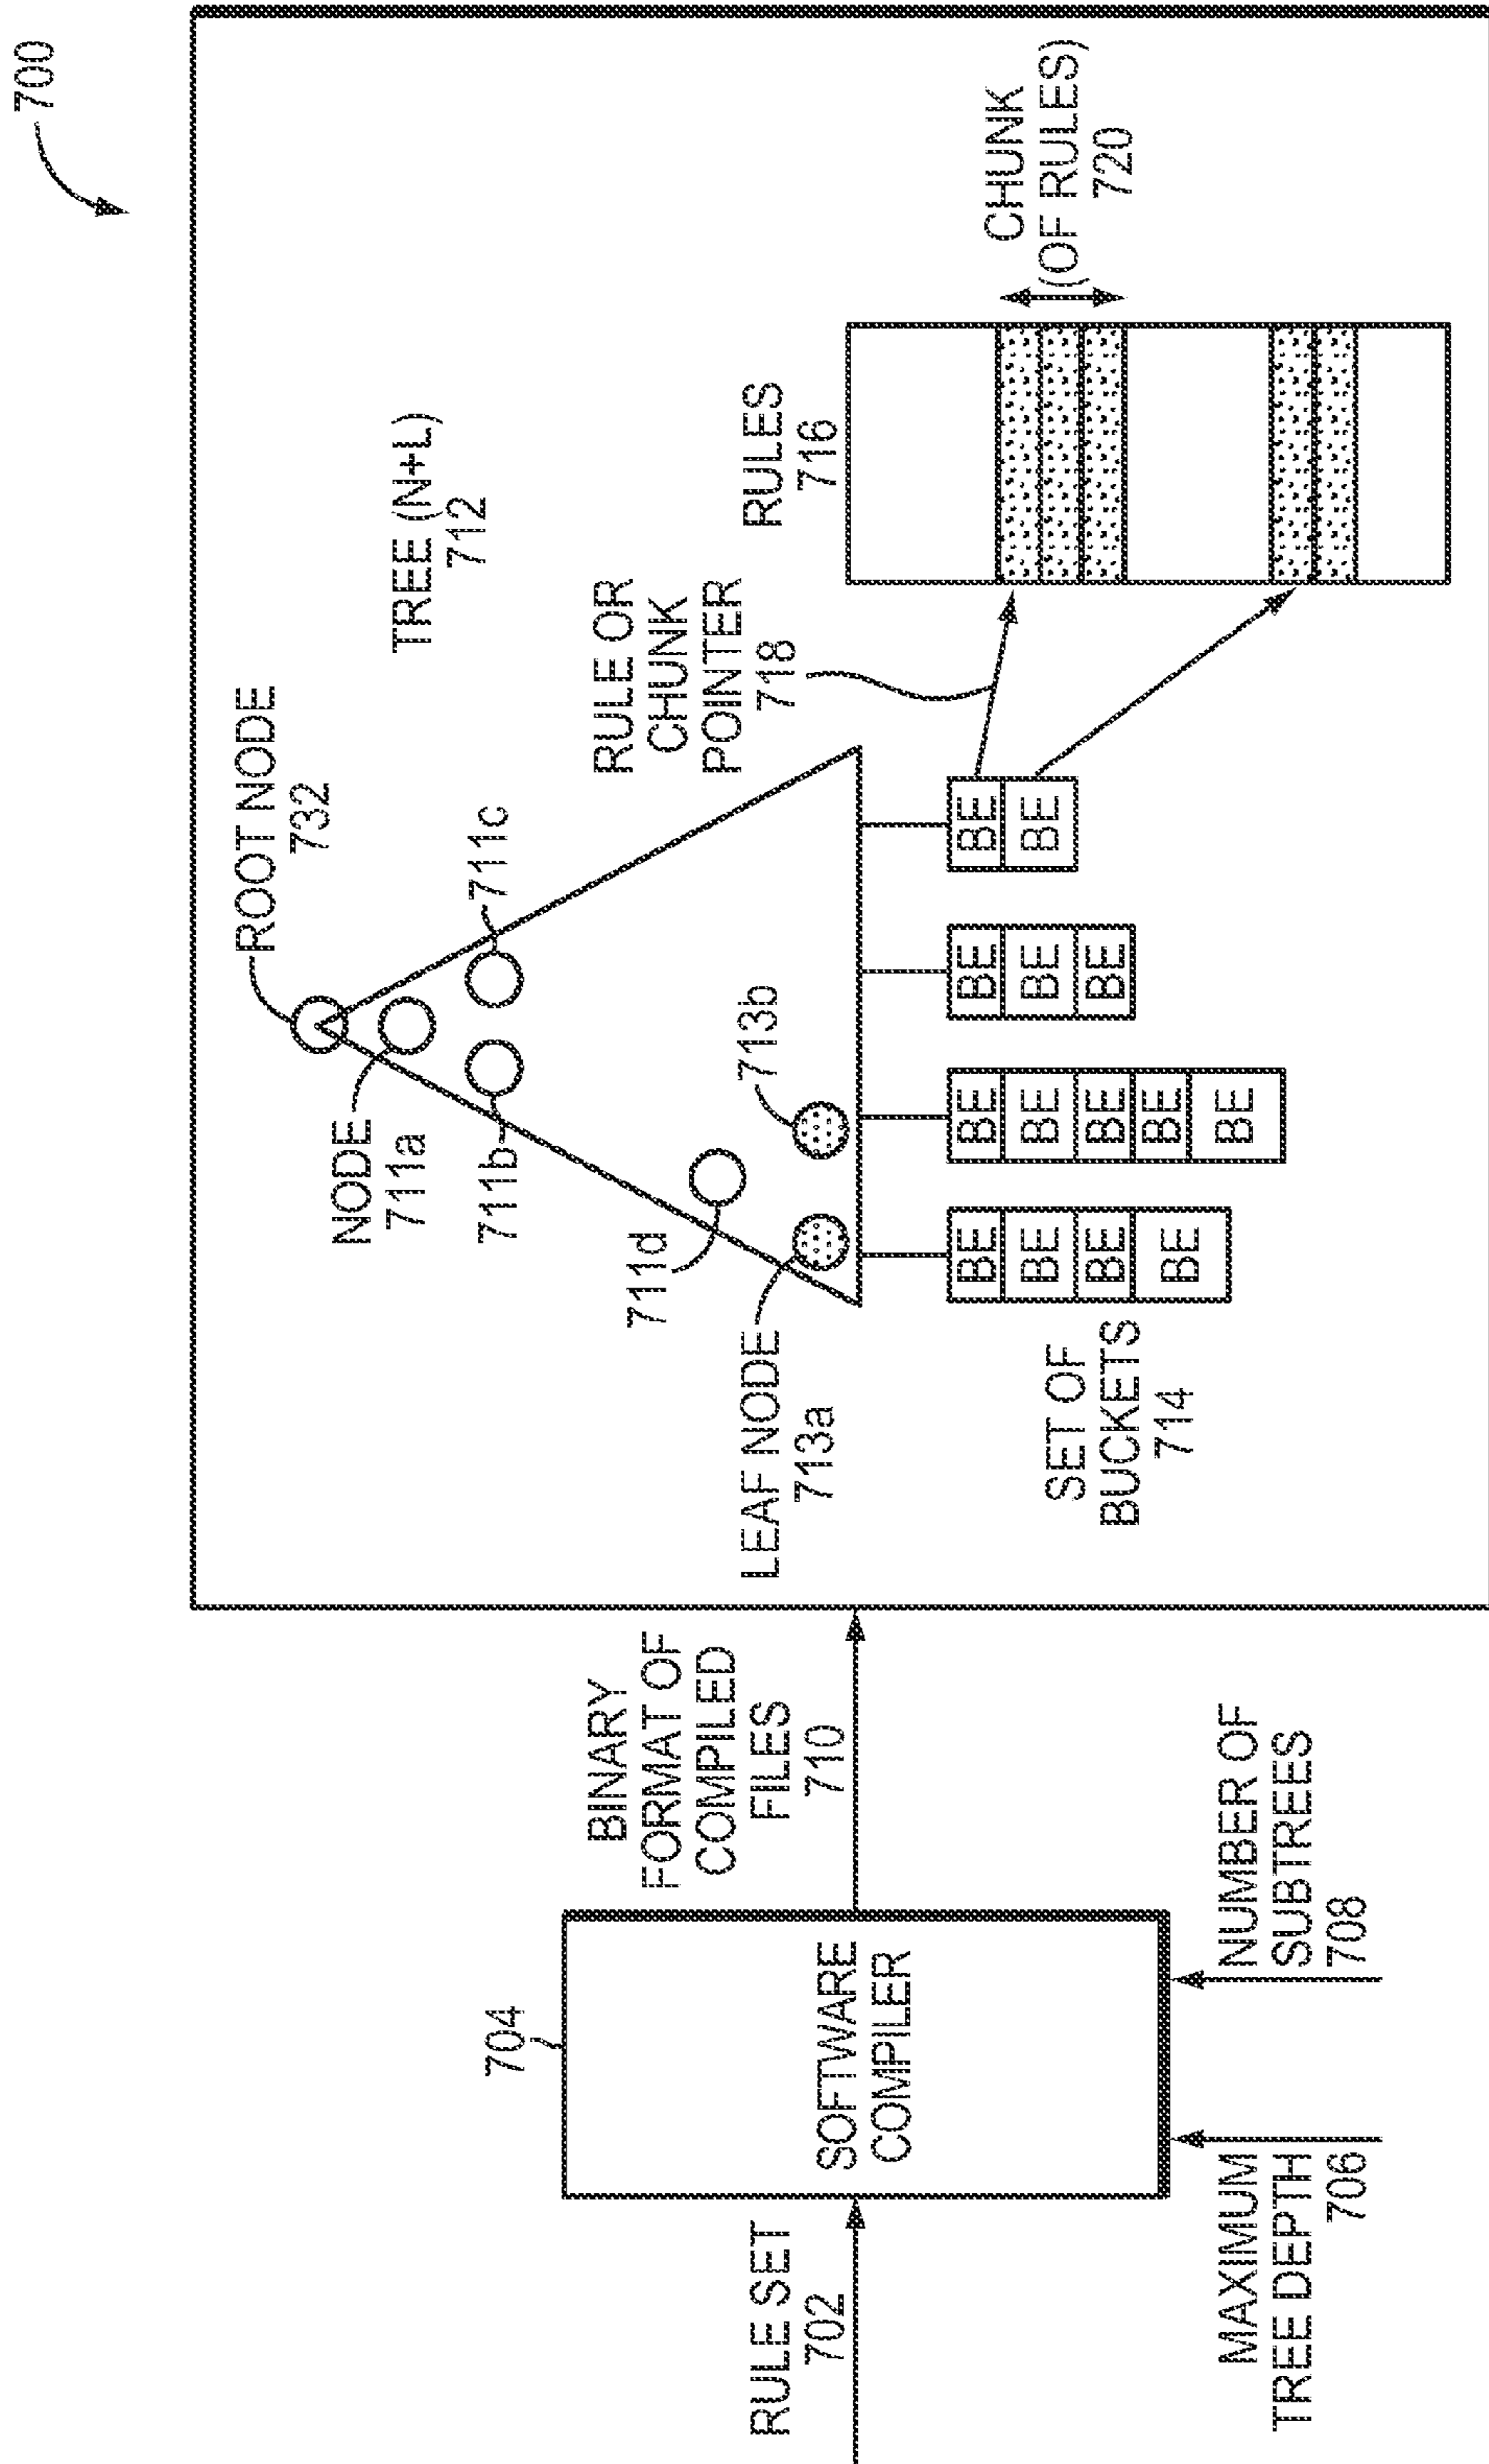 700
RULE SET
702
704
SOFTWARE
COMPILER
MAXIMUM
TREE DEPTH
706
NUMBER OF
SUBTREES
708
BINARY
FORMAT OF
COMPILED
FILES
710
ROOT NODE
732
NODE
711a
711b
711c
711d
LEAF NODE
713a
713b
TREE (N+L)
712
SET OF
BUCKETS
714
BE
BE
BE
BE
BE
BE
BE
BE
BE
BE
BE
BE
BE
BE
RULE OR
CHUNK
POINTER
718
RULES
716
CHUNK
(OF RULES)
720